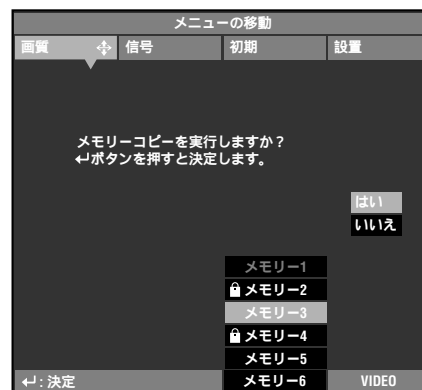 メニューの移動
画質 信号 初期 設置
メモリーコピーを実行しますか？
↵ボタンを押すと決定します。
はい
いいえ
メモリー1
メモリー2
メモリー3
メモリー4
メモリー5
メモリー6
↵：決定
VIDEO